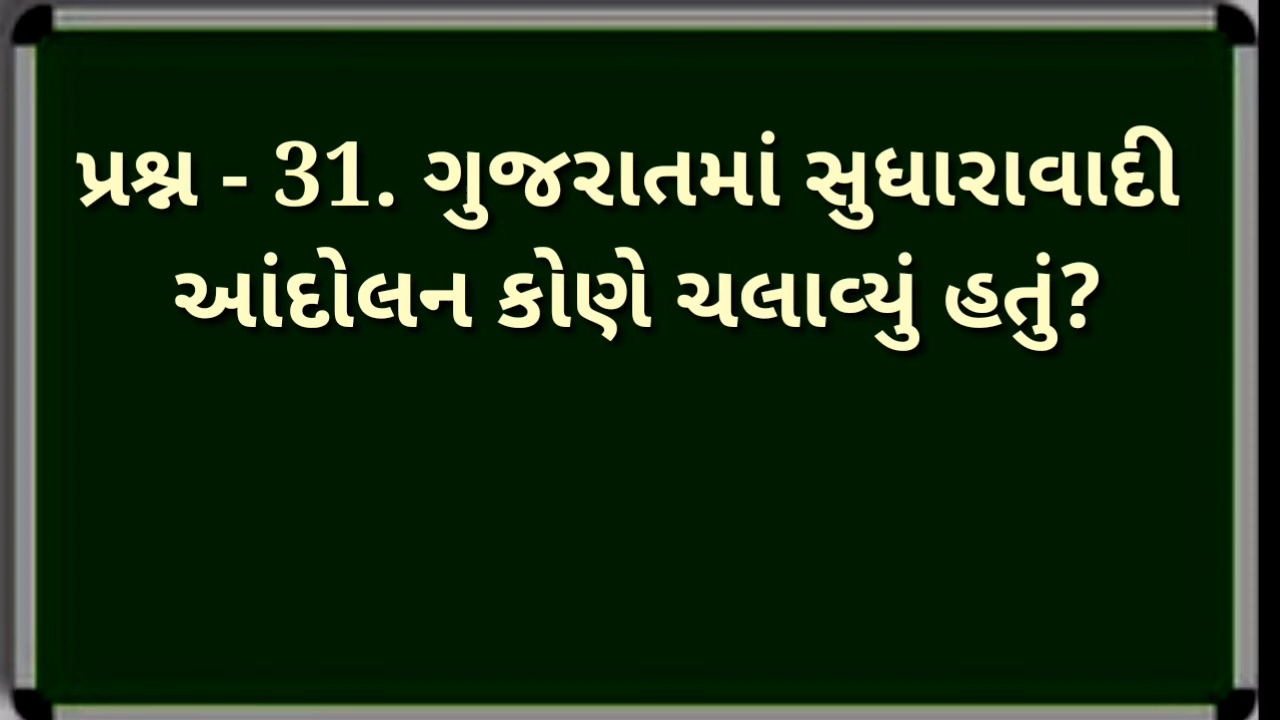 પ્રશ્ન - 31. ગુજરાતમાં સુધારાવાદી
આંદોલન કોણે ચલાવ્યું હતું?